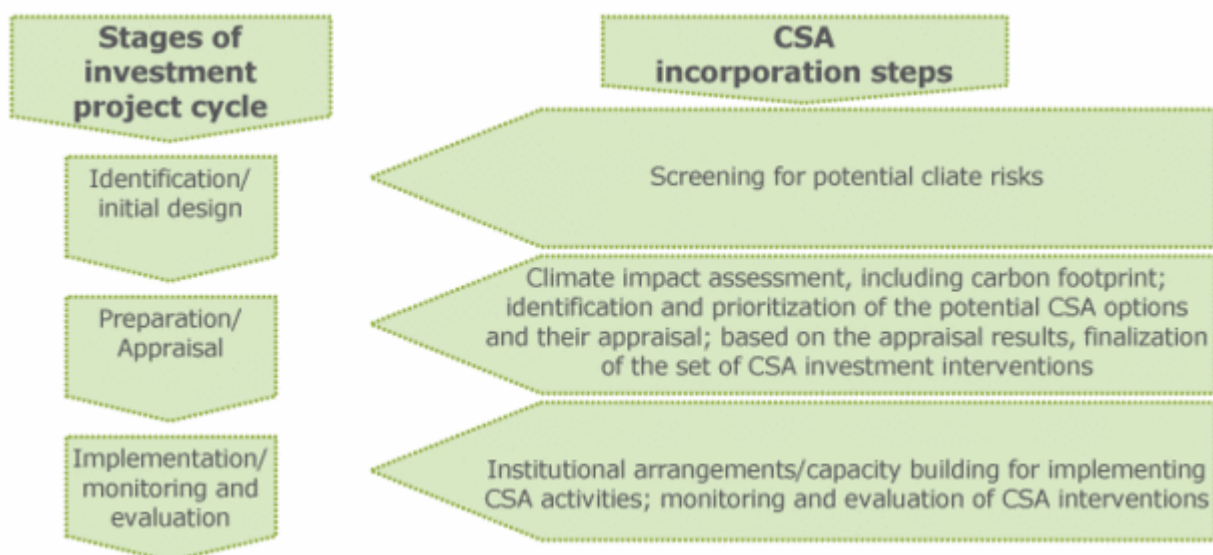 Stages of
investment
project cycle
CSA
incorporation steps
Identification/
initial design
Screening for potential cliate risks
Preparation/
Appraisal
Climate impact assessment, including carbon footprint;
identification and prioritization of the potential CSA options
and their appraisal; based on the appraisal results, finalization
of the set of CSA investment interventions
Implementation/
monitoring and
evaluation
Institutional arrangements/capacity building for implementing
CSA activities; monitoring and evaluation of CSA interventions